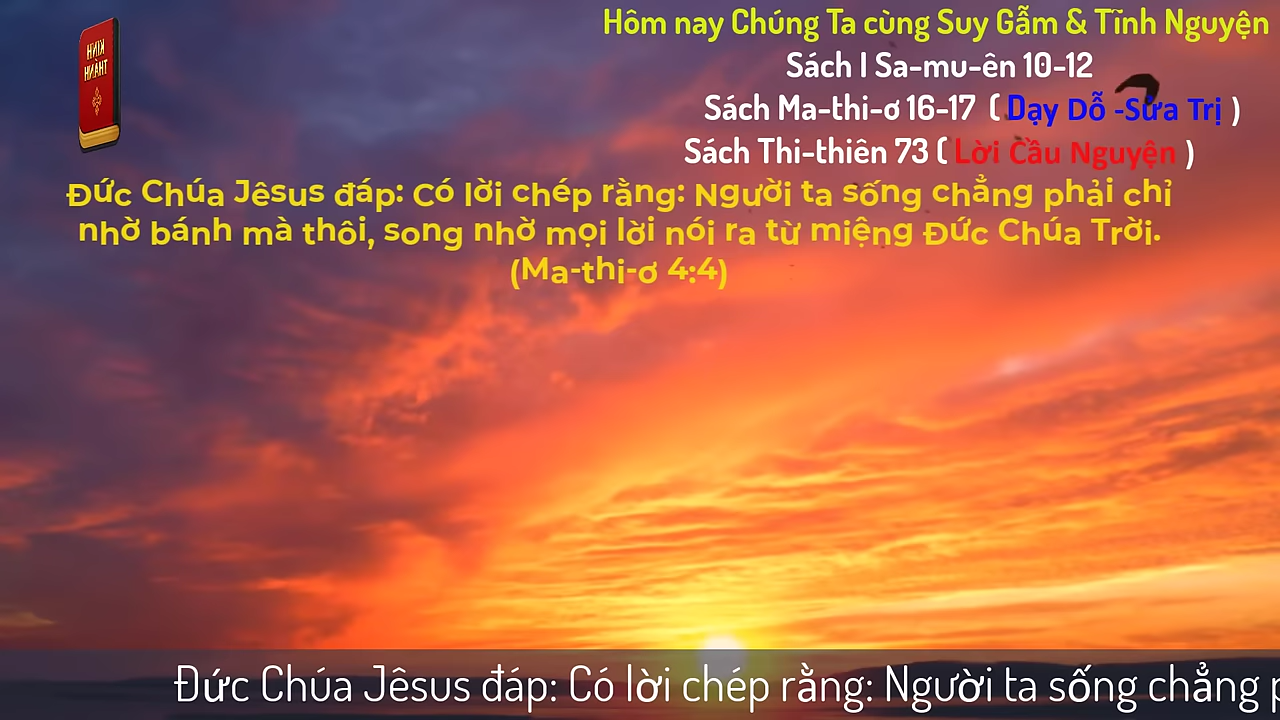 KINH
THÁNH
Hôm nay Chúng Ta cùng Suy Gẫm & Tĩnh Nguyện
Sách I Sa-mu-ên 10-12
Sách Ma-thi-ơ 16-17 ( Dạy Dỗ -Sửa Trị )
Sách Thi-thiên 73 ( Lời Cầu Nguyện )
Đức Chúa Jêsus đáp: Có lời chép rằng: Người ta sống chẳng phải chỉ
nhờ bánh mà thôi, song nhờ mọi lời nói ra từ miệng Đức Chúa Trời.
(Ma-thi-ơ 4:4)
Đức Chúa Jêsus đáp: Có lời chép rằng: Người ta sống chẳng p